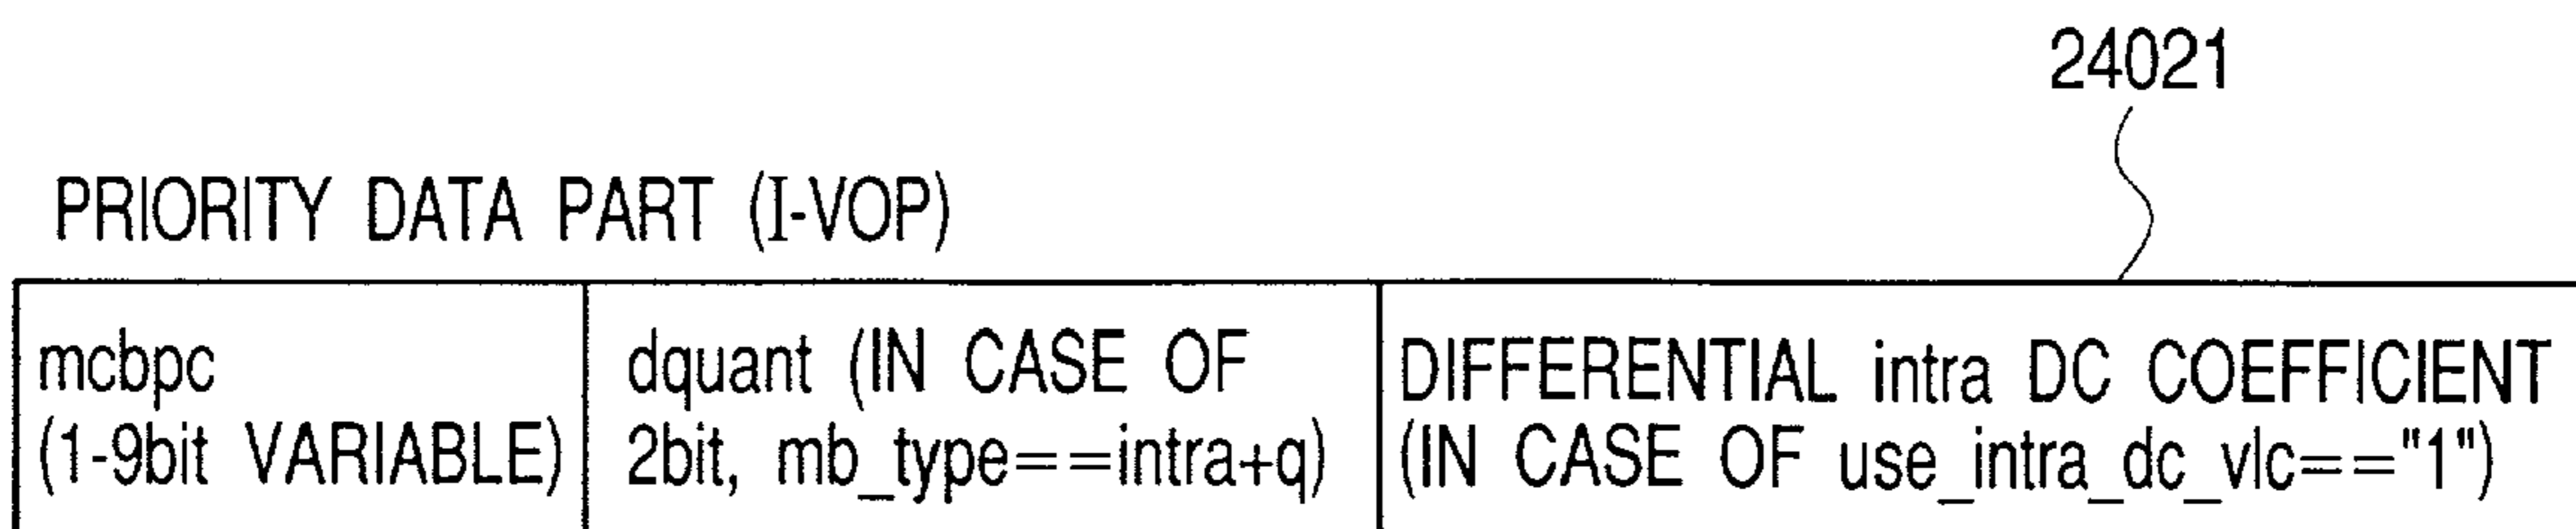 24021
PRIORITY DATA PART (I-VOP)
mcbpc
(1-9bit VARIABLE)
dquant (IN CASE OF
2bit, mb_type==intra+q)
DIFFERENTIAL intra DC COEFFICIENT
(IN CASE OF use_intra_dc_vlc=="1")